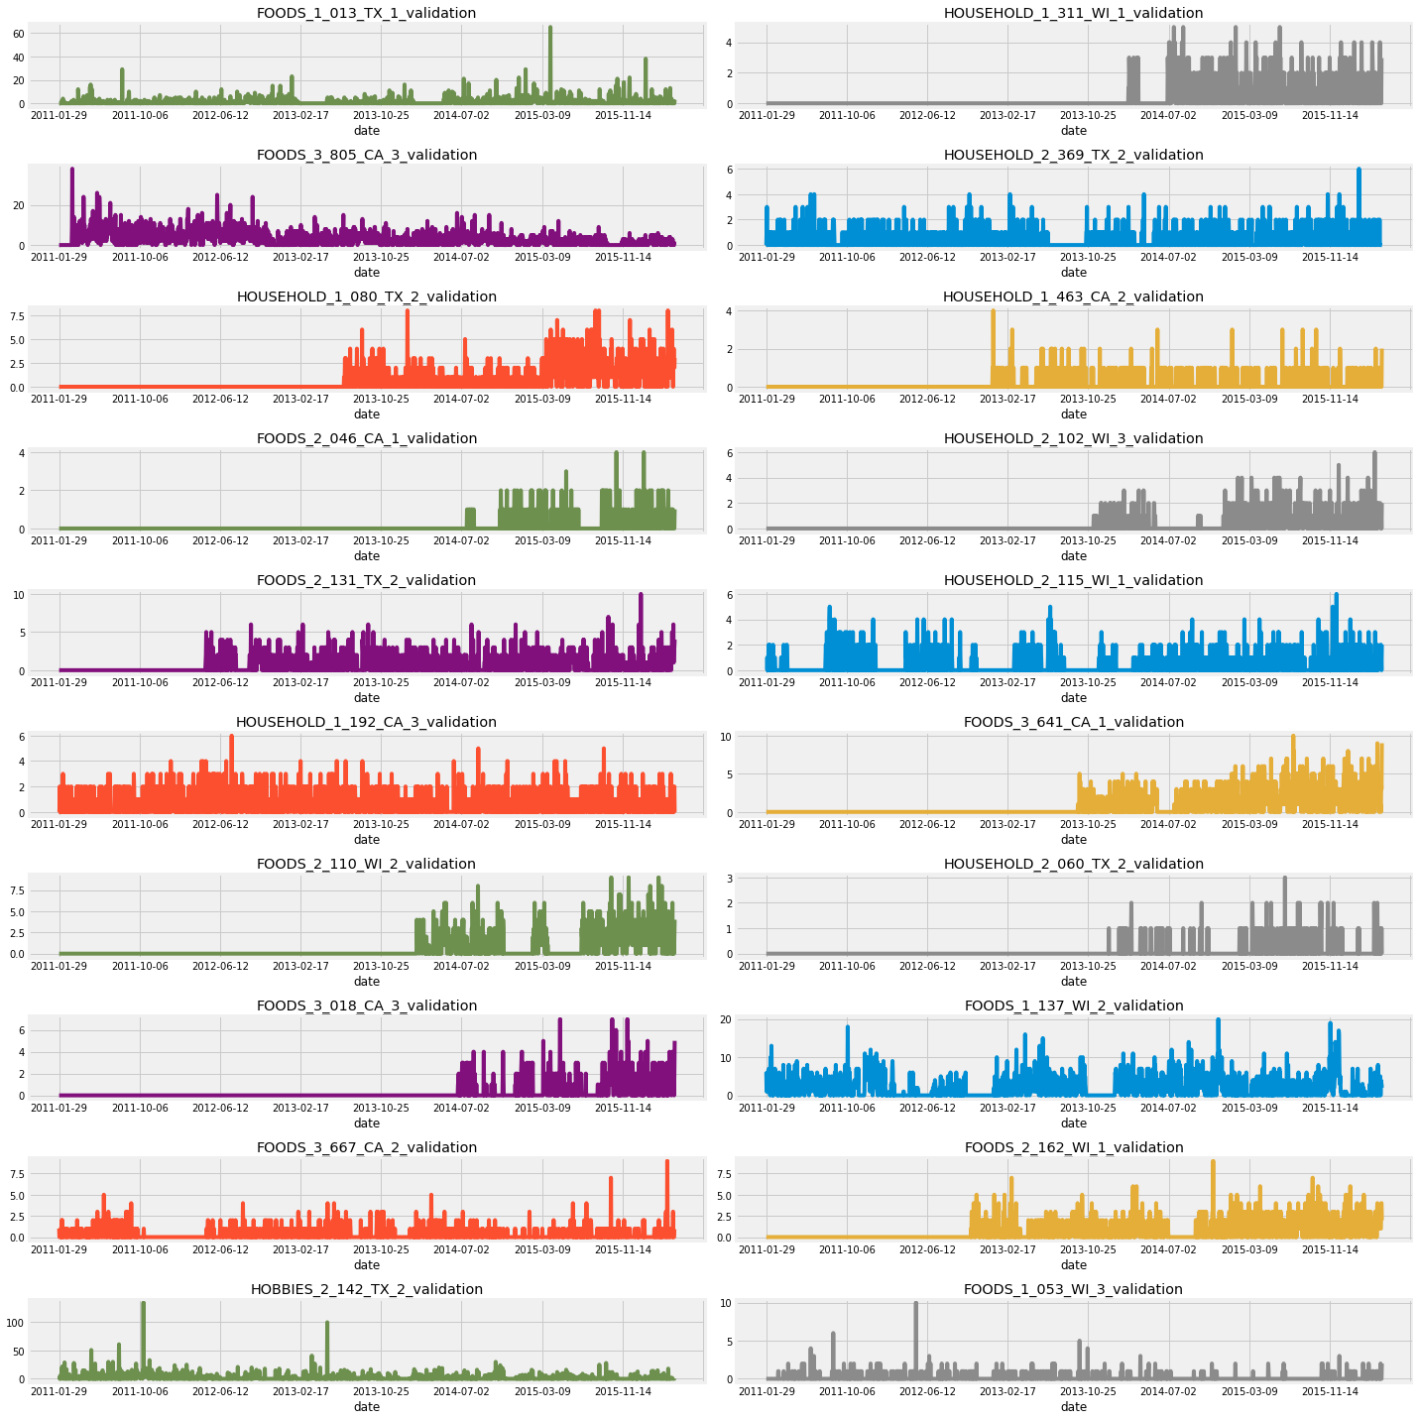 FOODS_1_013_TX_1_validation
60
40
20
0
2011-01-29 2011-10-06 2012-06-12 2013-02-17 2013-10-25 2014-07-02 2015-03-09 2015-11-14
date
HOUSEHOLD_1_311_WI_1_validation
4
2
0
2011-01-29 2011-10-06 2012-06-12 2013-02-17 2013-10-25 2014-07-02 2015-03-09 2015-11-14
date
FOODS_3_805_CA_3_validation
20
0
2011-01-29 2011-10-06 2012-06-12 2013-02-17 2013-10-25 2014-07-02 2015-03-09 2015-11-14
date
HOUSEHOLD_2_369_TX_2_validation
6
4
2
0
2011-01-29 2011-10-06 2012-06-12 2013-02-17 2013-10-25 2014-07-02 2015-03-09 2015-11-14
date
HOUSEHOLD_1_080_TX_2_validation
7.5
5.0
2.5
0.0
2011-01-29 2011-10-06 2012-06-12 2013-02-17 2013-10-25 2014-07-02 2015-03-09 2015-11-14
date
HOUSEHOLD_1_463_CA_2_validation
4
2
0
2011-01-29 2011-10-06 2012-06-12 2013-02-17 2013-10-25 2014-07-02 2015-03-09 2015-11-14
date
FOODS_2_046_CA_1_validation
4
2
0
2011-01-29 2011-10-06 2012-06-12 2013-02-17 2013-10-25 2014-07-02 2015-03-09 2015-11-14
date
HOUSEHOLD_2_102_WI_3_validation
6
4
2
0
2011-01-29 2011-10-06 2012-06-12 2013-02-17 2013-10-25 2014-07-02 2015-03-09 2015-11-14
date
FOODS_2_131_TX_2_validation
10
5
0
2011-01-29 2011-10-06 2012-06-12 2013-02-17 2013-10-25 2014-07-02 2015-03-09 2015-11-14
date
HOUSEHOLD_2_115_WI_1_validation
6
4
2
0
2011-01-29 2011-10-06 2012-06-12 2013-02-17 2013-10-25 2014-07-02 2015-03-09 2015-11-14
date
HOUSEHOLD_1_192_CA_3_validation
6
4
2
0
2011-01-29 2011-10-06 2012-06-12 2013-02-17 2013-10-25 2014-07-02 2015-03-09 2015-11-14
date
FOODS_3_641_CA_1_validation
10
5
0
2011-01-29 2011-10-06 2012-06-12 2013-02-17 2013-10-25 2014-07-02 2015-03-09 2015-11-14
date
FOODS_2_110_WI_2_validation
7.5
5.0
2.5
0.0
2011-01-29 2011-10-06 2012-06-12 2013-02-17 2013-10-25 2014-07-02 2015-03-09 2015-11-14
date
HOUSEHOLD_2_060_TX_2_validation
3
2
1
0
2011-01-29 2011-10-06 2012-06-12 2013-02-17 2013-10-25 2014-07-02 2015-03-09 2015-11-14
date
FOODS_3_018_CA_3_validation
6
4
2
0
2011-01-29 2011-10-06 2012-06-12 2013-02-17 2013-10-25 2014-07-02 2015-03-09 2015-11-14
date
FOODS_1_137_WI_2_validation
20
10
0
2011-01-29 2011-10-06 2012-06-12 2013-02-17 2013-10-25 2014-07-02 2015-03-09 2015-11-14
date
FOODS_3_667_CA_2_validation
7.5
5.0
2.5
0.0
2011-01-29 2011-10-06 2012-06-12 2013-02-17 2013-10-25 2014-07-02 2015-03-09 2015-11-14
date
FOODS_2_162_WI_1_validation
7.5
5.0
2.5
0.0
2011-01-29 2011-10-06 2012-06-12 2013-02-17 2013-10-25 2014-07-02 2015-03-09 2015-11-14
date
HOBBIES_2_142_TX_2_validation
100
50
0
2011-01-29 2011-10-06 2012-06-12 2013-02-17 2013-10-25 2014-07-02 2015-03-09 2015-11-14
date
FOODS_1_053_WI_3_validation
10
5
0
2011-01-29 2011-10-06 2012-06-12 2013-02-17 2013-10-25 2014-07-02 2015-03-09 2015-11-14
date